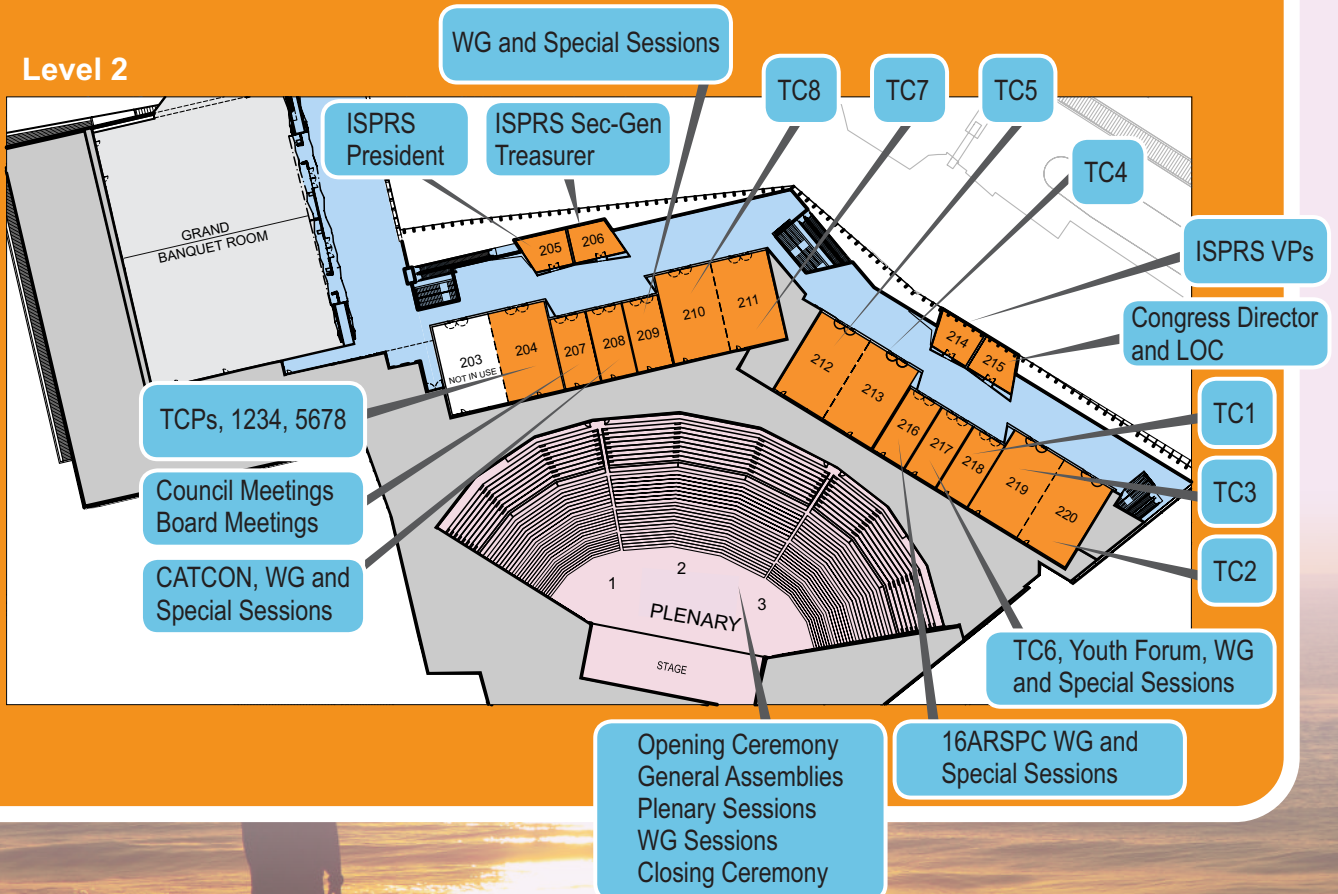 Level 2
WG and Special Sessions
TC8
TC7
TC5
ISPRS
President
ISPRS Sec-Gen
Treasurer
TC4
GRAND
BANQUET ROOM
205
206
ISPRS VPs
Congress Director
and LOC
203
NOT IN USE
204
207
208
209
210
211
212
213
214
215
216
217
218
219
220
TCPs, 1234, 5678
Council Meetings
Board Meetings
CATCON, WG and
Special Sessions
TC1
TC3
TC2
1
2
3
PLENARY
STAGE
TC6, Youth Forum, WG
and Special Sessions
Opening Ceremony
General Assemblies
Plenary Sessions
WG Sessions
Closing Ceremony
16ARSPC WG and
Special Sessions